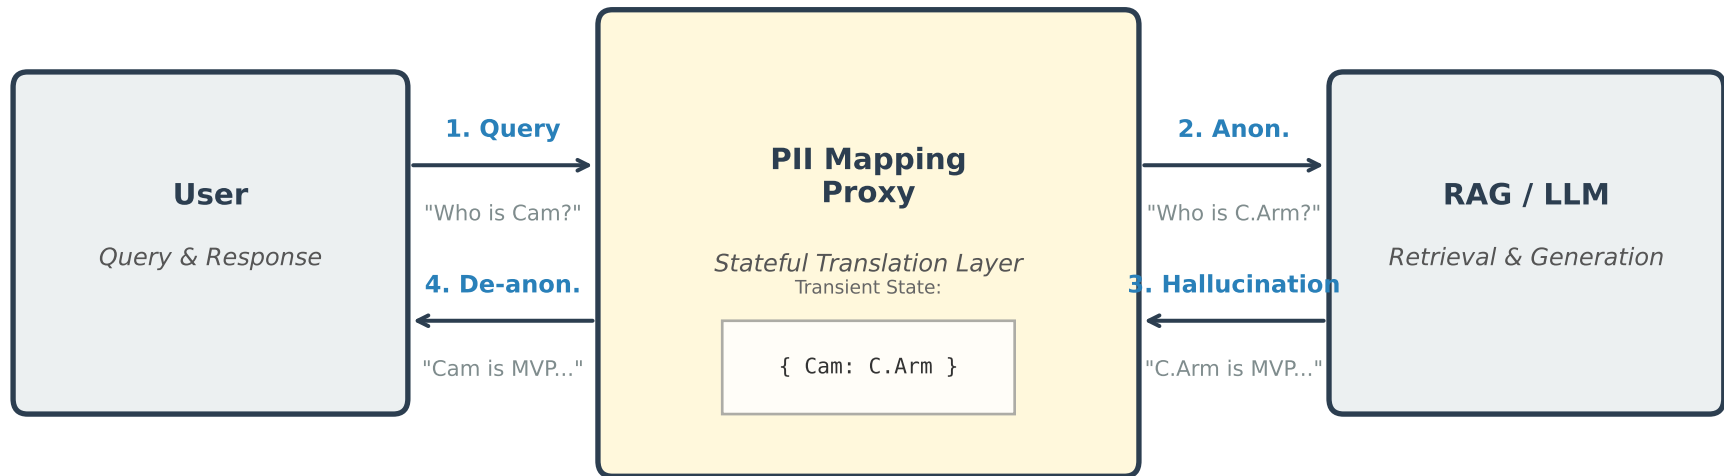 User
Query & Response
1. Query
"Who is Cam?"
4. De-anon.
"Cam is MVP..."
PII Mapping
Proxy
Stateful Translation Layer
Transient State:
{ Cam: C.Arm }
2. Anon.
"Who is C.Arm?"
3. Hallucination
"C.Arm is MVP..."
RAG / LLM
Retrieval & Generation